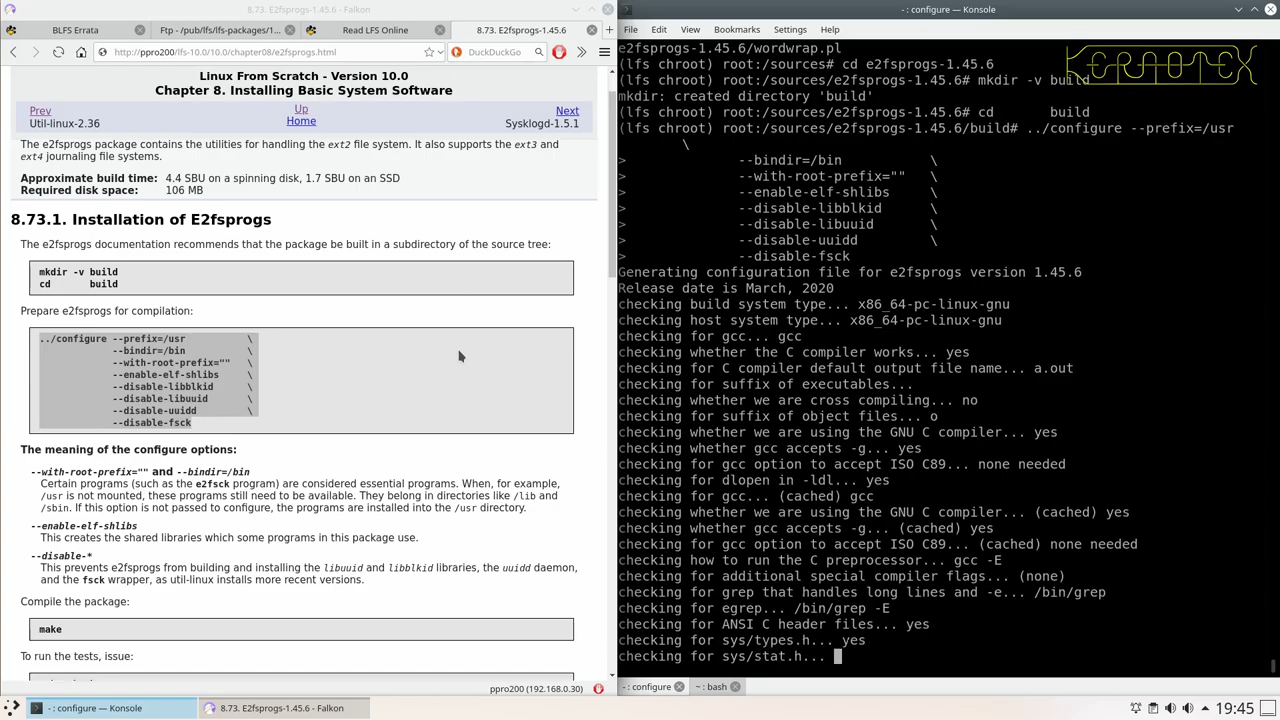 8.73. E2fsprogs-1.45.6 - Falkon
BLFS Errata
Ftp - /pub/lfs/lfs-packages/1...
Read LFS Online
8.73. E2fsprogs-1.45.6
http://ppro200/lfs-10.0/10.0/chapter08/e2fsprogs.html
DuckDuckGo
Linux From Scratch - Version 10.0
Chapter 8. Installing Basic System Software
Prev
Up
Next
Util-linux-2.36
Home
Sysklogd-1.5.1
The e2fsprogs package contains the utilities for handling the ext2 file system. It also supports the ext3 and
ext4 journaling file systems.
Approximate build time: 4.4 SBU on a spinning disk, 1.7 SBU on an SSD
Required disk space: 106 MB
8.73.1. Installation of E2fsprogs
The e2fsprogs documentation recommends that the package be built in a subdirectory of the source tree:
mkdir -v build
cd       build
Prepare e2fsprogs for compilation:
../configure --prefix=/usr           \
             --bindir=/bin           \
             --with-root-prefix=""   \
             --enable-elf-shlibs     \
             --disable-libblkid      \
             --disable-libuuid       \
             --disable-uuidd         \
             --disable-fsck
The meaning of the configure options:
--with-root-prefix="" and --bindir=/bin
Certain programs (such as the e2fsck program) are considered essential programs. When, for example,
/usr is not mounted, these programs still need to be available. They belong in directories like /lib and
/sbin. If this option is not passed to configure, the programs are installed into the /usr directory.
--enable-elf-shlibs
This creates the shared libraries which some programs in this package use.
--disable-*
This prevents e2fsprogs from building and installing the libuuid and libblkid libraries, the uuidd daemon,
and the fsck wrapper, as util-linux installs more recent versions.
Compile the package:
make
To run the tests, issue:
ppro200 (192.168.0.30)
- : configure — Konsole
File Edit View Bookmarks Settings Help
KERNOTEX
e2fsprogs-1.45.6/wordwrap.pl
(lfs chroot) root:/sources# cd e2fsprogs-1.45.6
(lfs chroot) root:/sources/e2fsprogs-1.45.6# mkdir -v build
mkdir: created directory 'build'
(lfs chroot) root:/sources/e2fsprogs-1.45.6# cd       build
(lfs chroot) root:/sources/e2fsprogs-1.45.6/build# ../configure --prefix=/usr
        \
>              --bindir=/bin           \
>              --with-root-prefix=""   \
>              --enable-elf-shlibs     \
>              --disable-libblkid      \
>              --disable-libuuid       \
>              --disable-uuidd         \
>              --disable-fsck
Generating configuration file for e2fsprogs version 1.45.6
Release date is March, 2020
checking build system type... x86_64-pc-linux-gnu
checking host system type... x86_64-pc-linux-gnu
checking for gcc... gcc
checking whether the C compiler works... yes
checking for C compiler default output file name... a.out
checking for suffix of executables...
checking whether we are cross compiling... no
checking for suffix of object files... o
checking whether we are using the GNU C compiler... yes
checking whether gcc accepts -g... yes
checking for gcc option to accept ISO C89... none needed
checking for dlopen in -ldl... yes
checking for gcc... (cached) gcc
checking whether we are using the GNU C compiler... (cached) yes
checking whether gcc accepts -g... (cached) yes
checking for gcc option to accept ISO C89... (cached) none needed
checking how to run the C preprocessor... gcc -E
checking for additional special compiler flags... (none)
checking for grep that handles long lines and -e... /bin/grep
checking for egrep... /bin/grep -E
checking for ANSI C header files... yes
checking for sys/types.h... yes
checking for sys/stat.h...
- : configure
~ : bash
- : configure — Konsole
8.73. E2fsprogs-1.45.6 - Falkon
19:45